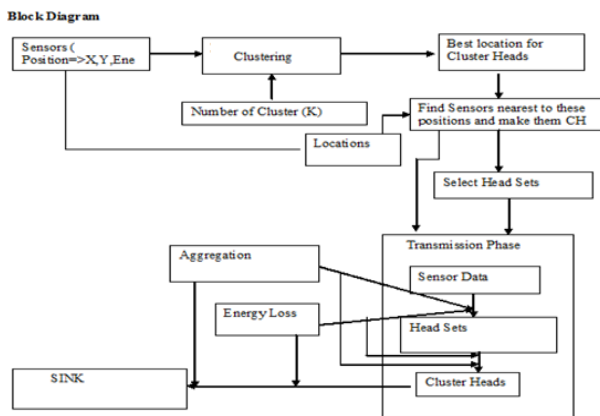 Block Diagram
Sensors (
Position=>X,Y,Ene
Clustering
Best location for
Cluster Heads
Number of Cluster (K)
Find Sensors nearest to these
positions and make them CH
Locations
Select Head Sets
Transmission Phase
Aggregation
Sensor Data
Energy Loss
Head Sets
SINK
Cluster Heads